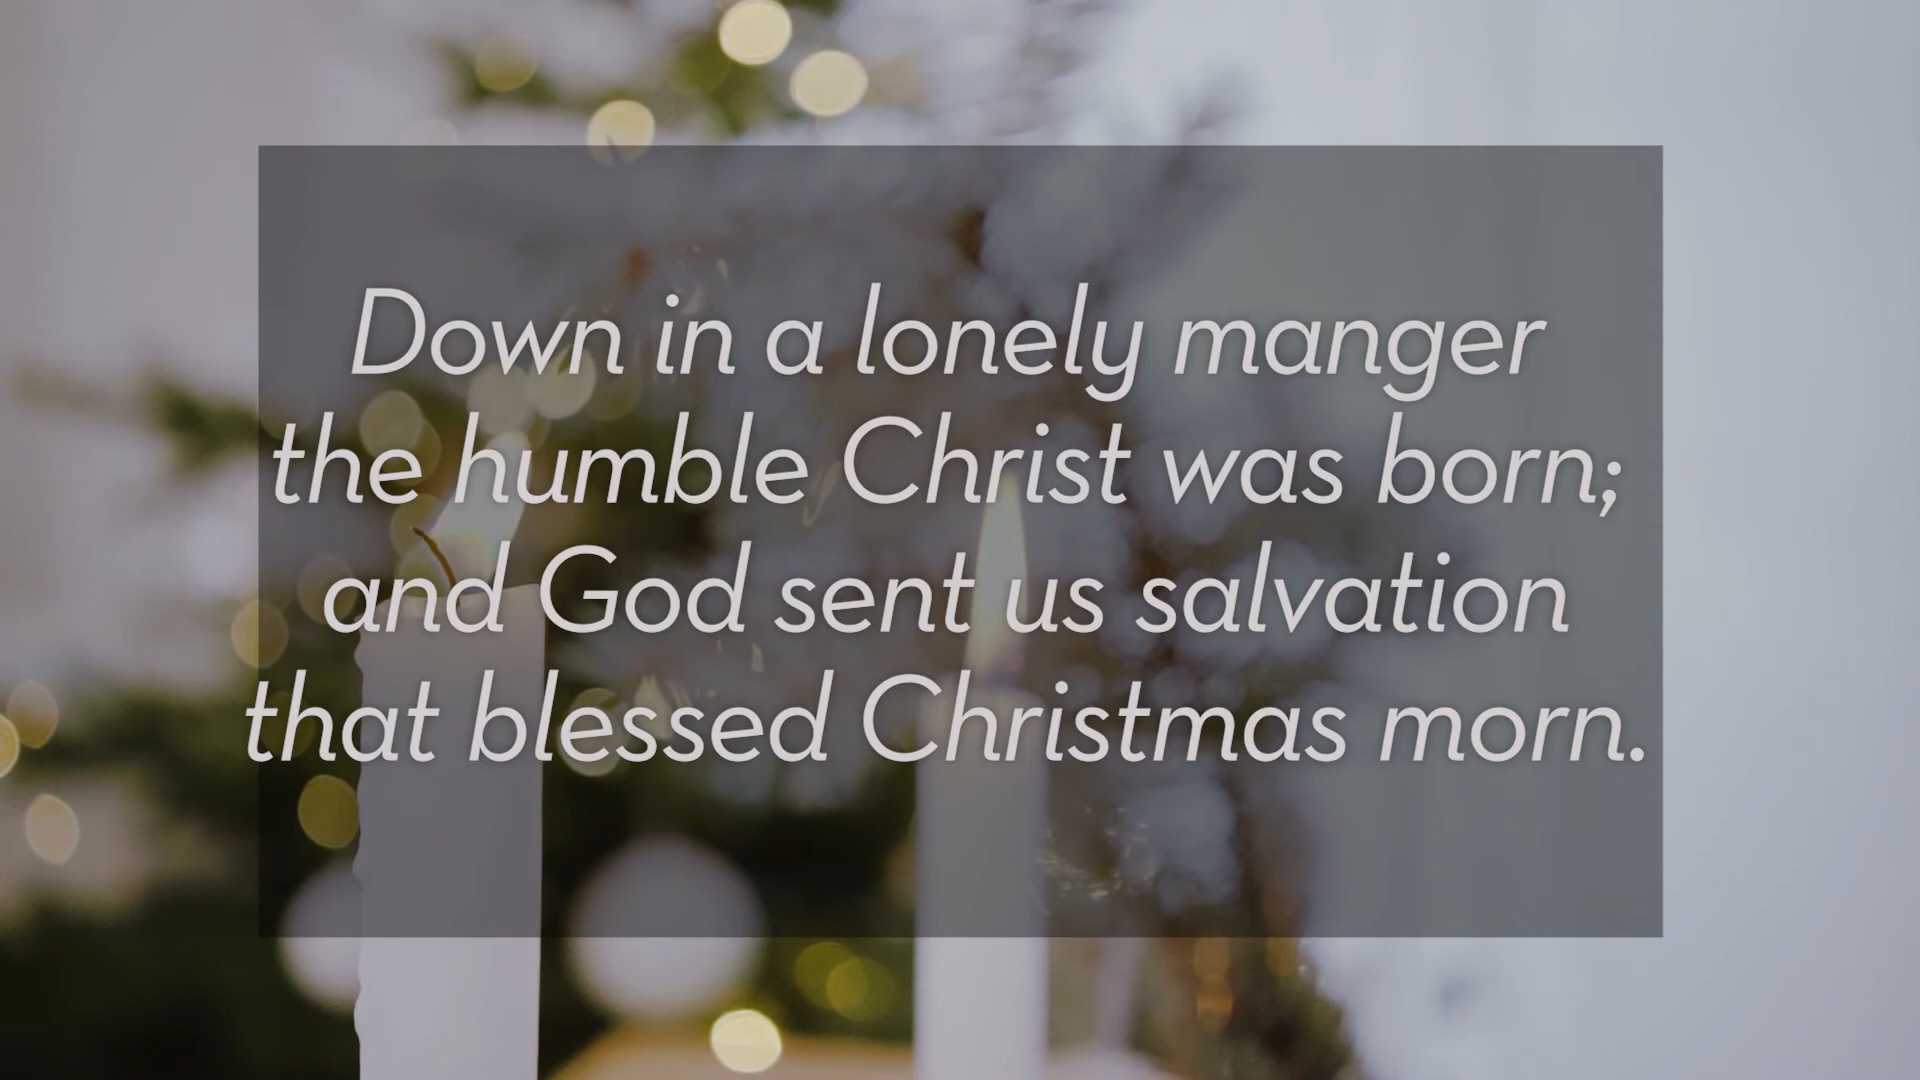 Down in a lonely manger
the humble Christ was born;
and God sent us salvation
that blessed Christmas morn.